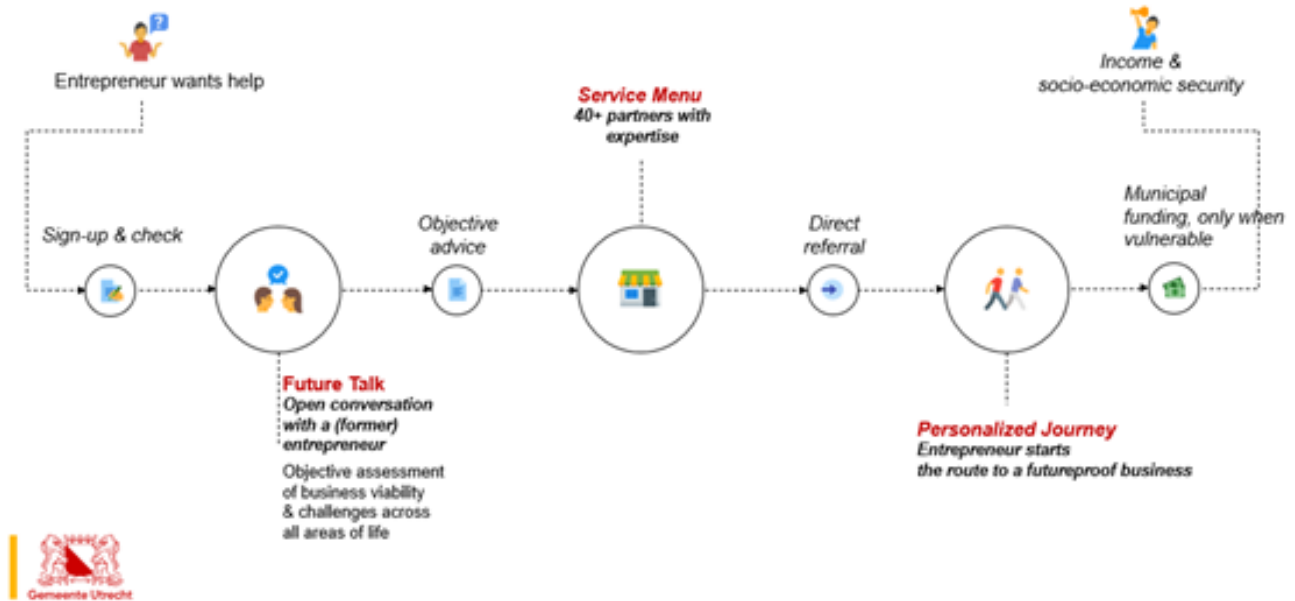 Entrepreneur wants help
Sign-up & check
Future Talk
Open conversation
with a (former)
entrepreneur
Objective assessment
of business viability
& challenges across
all areas of life
Objective
advice
Service Menu
40+ partners with
expertise
Direct
referral
Personalized Journey
Entrepreneur starts
the route to a futureproof business
Municipal
funding, only when
vulnerable
Income &
socio-economic security
Gemeente Utrecht